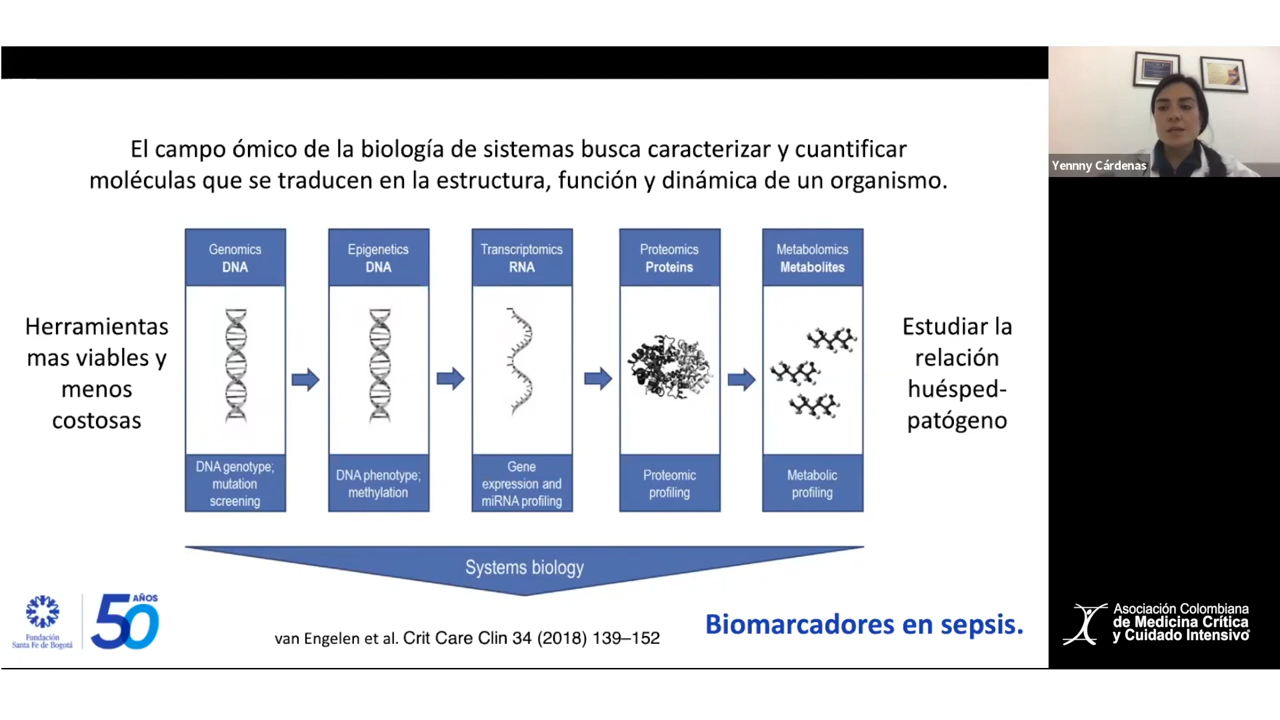 El campo ómico de la biología de sistemas busca caracterizar y cuantificar
moléculas que se traducen en la estructura, función y dinámica de un organismo.
Yennny Cárdenas
Herramientas
mas viables y
menos
costosas
Genomics
DNA
DNA genotype;
mutation
screening
Epigenetics
DNA
DNA phenotype;
methylation
Transcriptomics
RNA
Gene
expression and
miRNA profiling
Proteomics
Proteins
Proteomic
profiling
Metabolomics
Metabolites
Metabolic
profiling
Estudiar la
relación
huésped-
patógeno
Systems biology
Fundación
Santa Fe de Bogotá
50 AÑOS
van Engelen et al. Crit Care Clin 34 (2018) 139–152
Biomarcadores en sepsis.
Asociación Colombiana
de Medicina Crítica
y Cuidado Intensivo